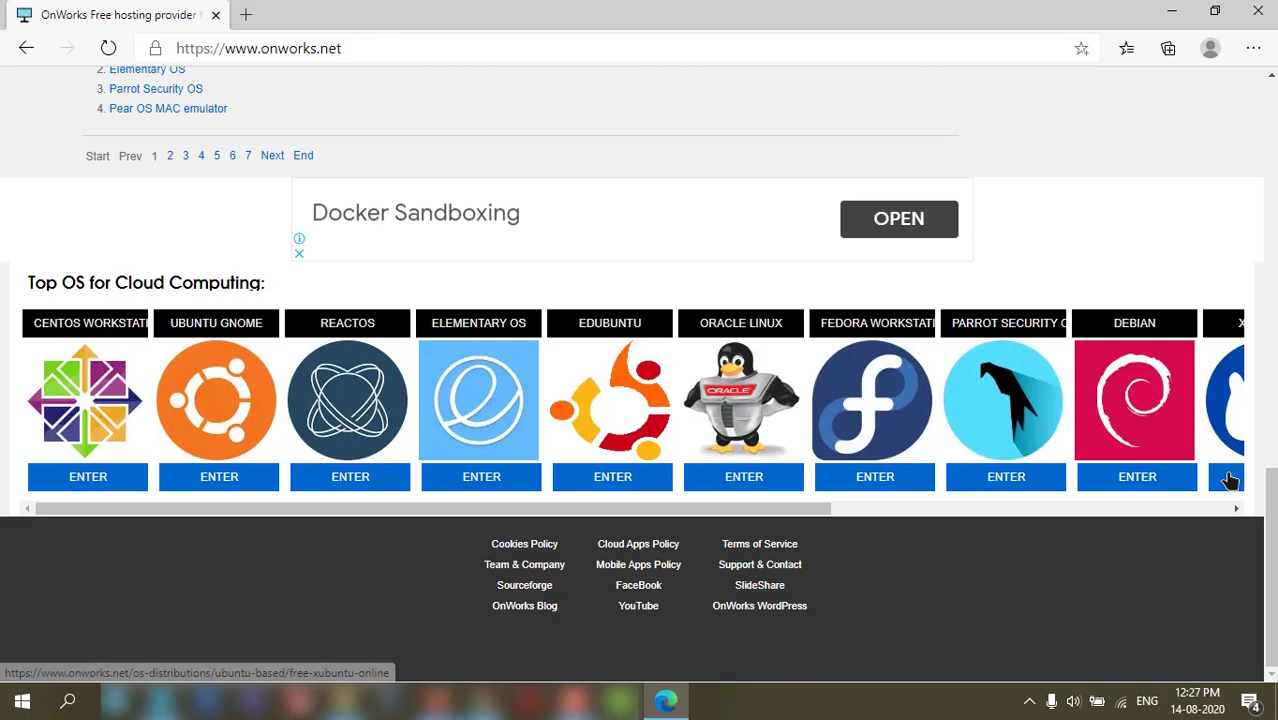 OnWorks Free hosting provider f
https://www.onworks.net
2. Elementary OS
3. Parrot Security OS
4. Pear OS MAC emulator
Start Prev 1 2 3 4 5 6 7 Next End
Docker Sandboxing
OPEN
Top OS for Cloud Computing:
CENTOS WORKSTATI UBUNTU GNOME REACTOS ELEMENTARY OS EDUBUNTU ORACLE LINUX FEDORA WORKSTATI PARROT SECURITY O DEBIAN X
ORACLE
ENTER ENTER ENTER ENTER ENTER ENTER ENTER ENTER ENTER
Cookies Policy Cloud Apps Policy Terms of Service
Team & Company Mobile Apps Policy Support & Contact
Sourceforge FaceBook SlideShare
OnWorks Blog YouTube OnWorks WordPress
https://www.onworks.net/os-distributions/ubuntu-based/free-xubuntu-online
ENG
12:27 PM
14-08-2020
4